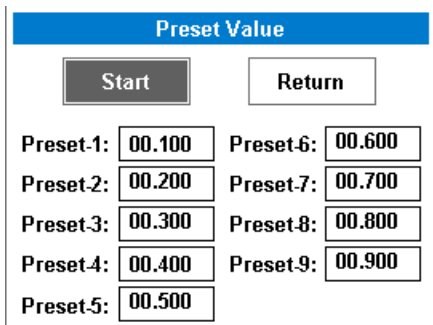 Preset Value
Start Return
Preset-1: 00.100 Preset-6: 00.600
Preset-2: 00.200 Preset-7: 00.700
Preset-3: 00.300 Preset-8: 00.800
Preset-4: 00.400 Preset-9: 00.900
Preset-5: 00.500